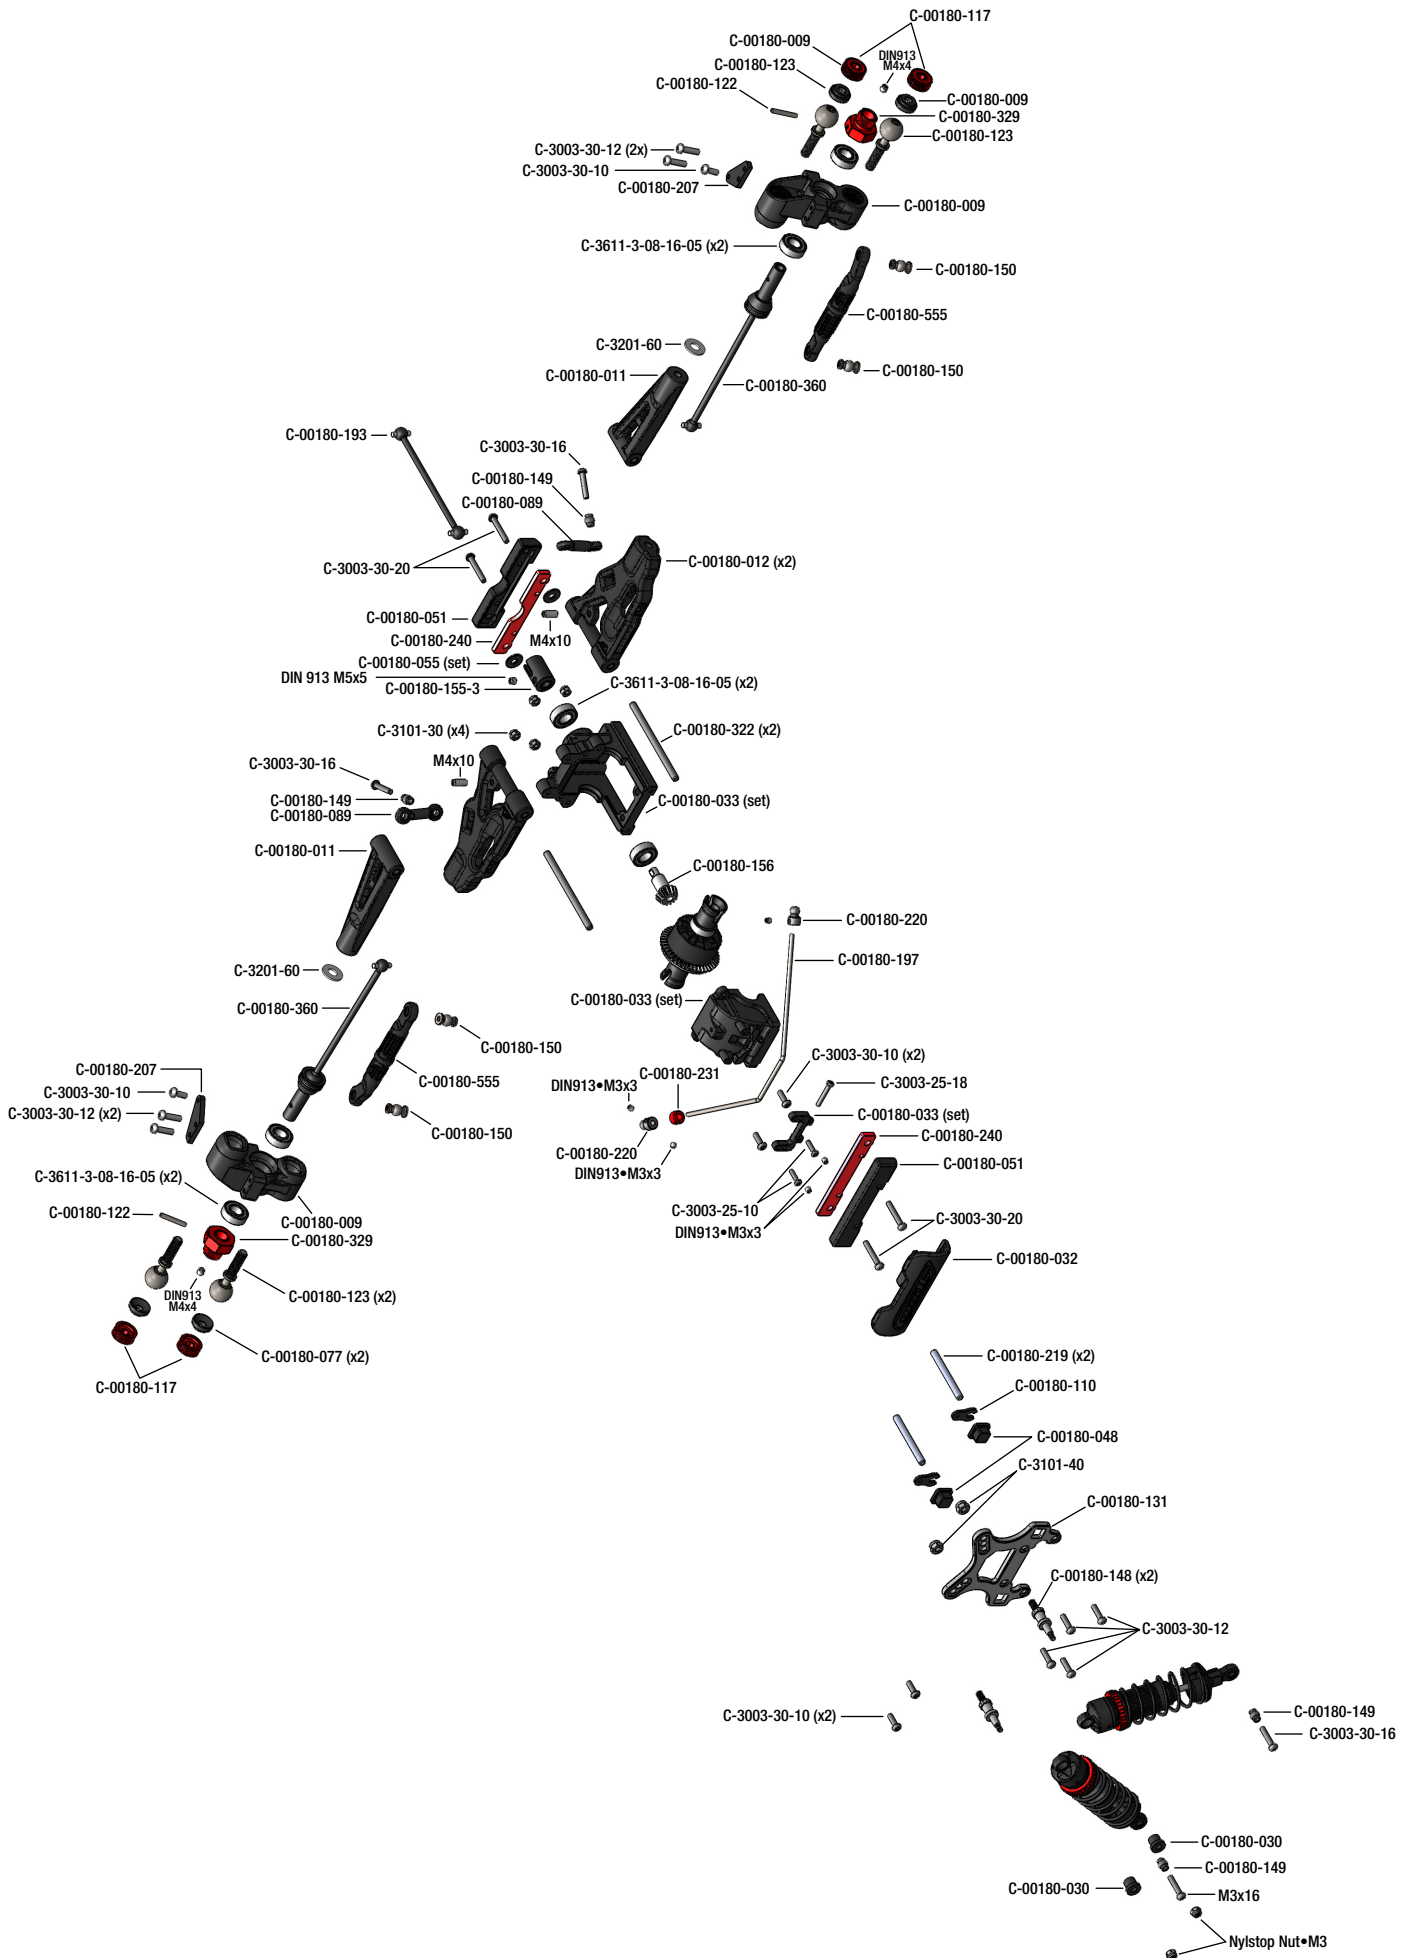 C-00180-117
C-00180-009
DIN913
M4x4
C-00180-123
C-00180-122
C-00180-009
C-00180-329
C-00180-123
C-3003-30-12 (2x)
C-3003-30-10
C-00180-207
C-00180-009
C-3611-3-08-16-05 (x2)
C-00180-150
C-00180-555
C-3201-60
C-00180-150
C-00180-011
C-00180-360
C-00180-193
C-3003-30-16
C-00180-149
C-00180-089
C-00180-012 (x2)
C-3003-30-20
C-00180-051
C-00180-240
M4x10
C-00180-055 (set)
DIN 913 M5x5
C-00180-155-3
C-3611-3-08-16-05 (x2)
C-3101-30 (x4)
C-00180-322 (x2)
M4x10
C-3003-30-16
C-00180-149
C-00180-089
C-00180-033 (set)
C-00180-011
C-00180-156
C-00180-220
C-00180-197
C-3201-60
C-00180-033 (set)
C-00180-360
C-00180-150
C-00180-207
C-00180-555
C-3003-30-10
C-3003-30-12 (x2)
C-00180-150
C-3003-30-10 (x2)
C-00180-231
C-3003-25-18
DIN913•M3x3
C-00180-033 (set)
C-00180-240
C-00180-220
C-00180-051
DIN913•M3x3
C-3611-3-08-16-05 (x2)
C-00180-122
C-00180-009
C-00180-329
C-3003-25-10
C-3003-30-20
DIN913•M3x3
C-00180-032
DIN913
M4x4
C-00180-123 (x2)
C-00180-077 (x2)
C-00180-117
C-00180-219 (x2)
C-00180-110
C-00180-048
C-3101-40
C-00180-131
C-00180-148 (x2)
C-3003-30-12
C-3003-30-10 (x2)
C-00180-149
C-3003-30-16
C-00180-030
C-00180-149
C-00180-030
M3x16
Nylstop Nut•M3